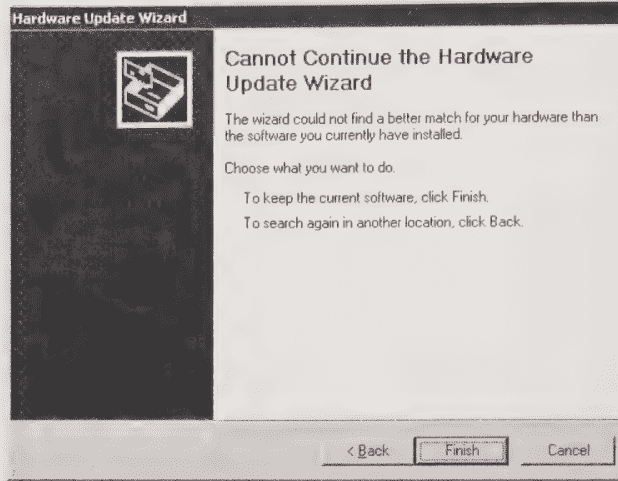 Hardware Update Wizard
Cannot Continue the Hardware
Update Wizard
The wizard could not find a better match for your hardware than
the software you currently have installed.
Choose what you want to do.
To keep the current software, click Finish.
To search again in another location, click Back.
< Back Finish Cancel